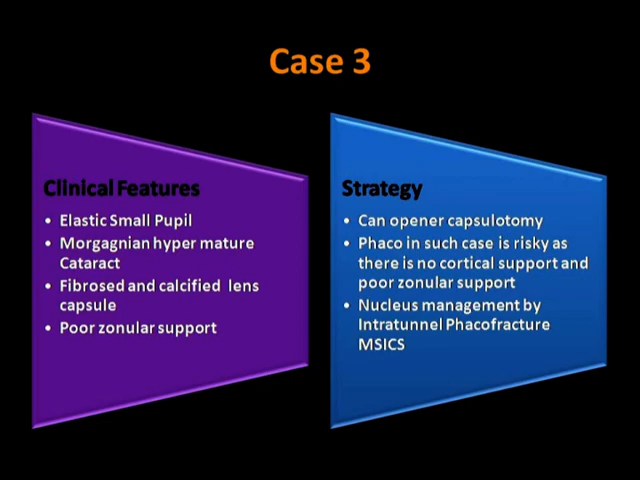 Case 3
Clinical Features
• Elastic Small Pupil
• Morgagnian hyper mature
Cataract
• Fibrosed and calcified lens
capsule
• Poor zonular support
Strategy
• Can opener capsulotomy
• Phaco in such case is risky as
there is no cortical support and
poor zonular support
• Nucleus management by
Intratunnel Phacofracture
MSICS